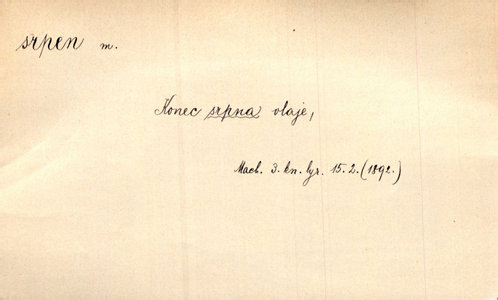 srpen m.
Konec srpna vlaje,
Mach. 3. kn. lyr. 15. 2. (1892.)